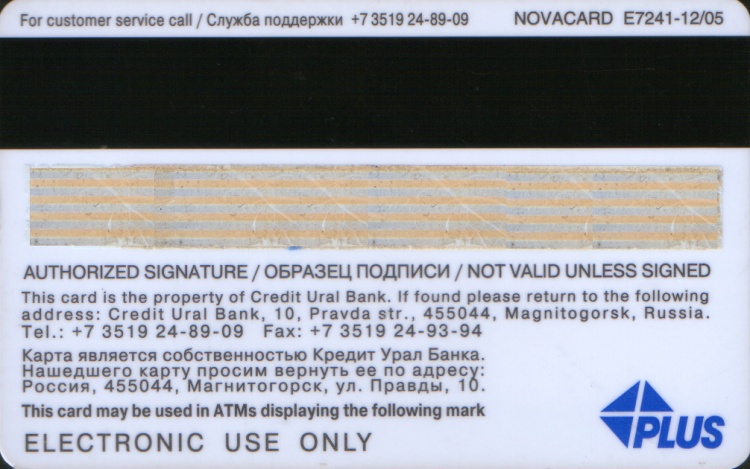 For customer service call / Служба поддержки +7 3519 24-89-09 NOVACARD E7241-12/05
AUTHORIZED SIGNATURE / ОБРАЗЕЦ ПОДПИСИ / NOT VALID UNLESS SIGNED
This card is the property of Credit Ural Bank. If found please return to the following
address: Credit Ural Bank, 10, Pravda str., 455044, Magnitogorsk, Russia.
Tel.: +7 3519 24-89-09 Fax: +7 3519 24-93-94
Карта является собственностью Кредит Урал Банка.
Нашедшего карту просим вернуть ее по адресу:
Россия, 455044, Магнитогорск, ул. Правды, 10.
This card may be used in ATMs displaying the following mark
ELECTRONIC USE ONLY
PLUS